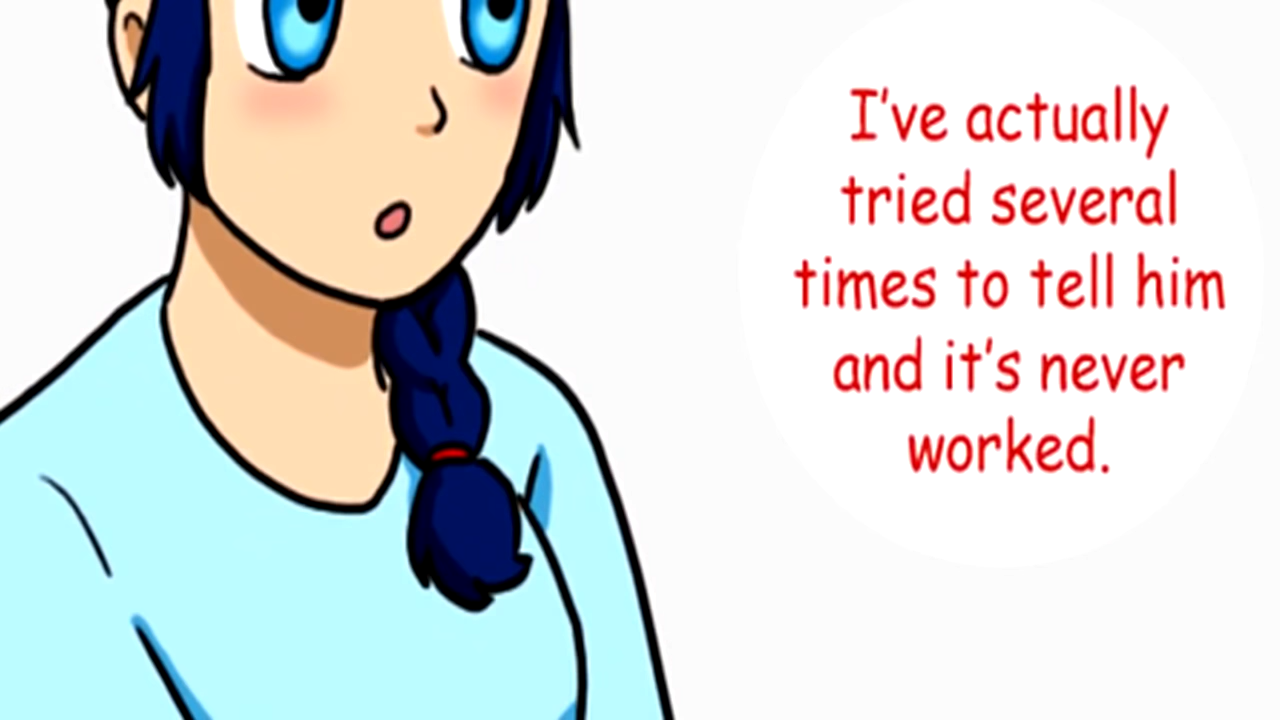 I've actually
tried several
times to tell him
and it's never
worked.